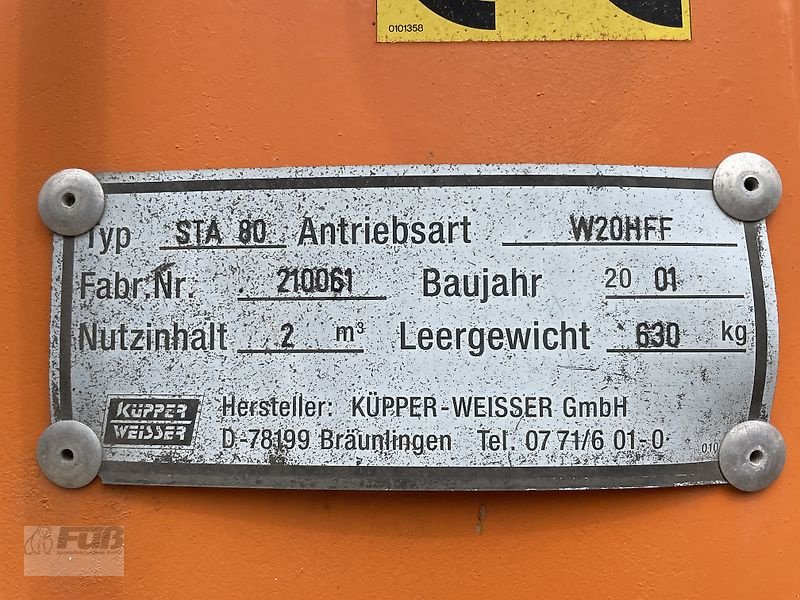 0101358
Typ STA 80 Antriebsart W20HFF
Fabr.Nr. 210061 Baujahr 20 01
Nutzinhalt 2 m³ Leergewicht 630 kg
KÜPPER
WEISSER
Hersteller: KÜPPER-WEISSER GmbH
D-78199 Bräunlingen Tel. 07 71/6 01-0
FUß